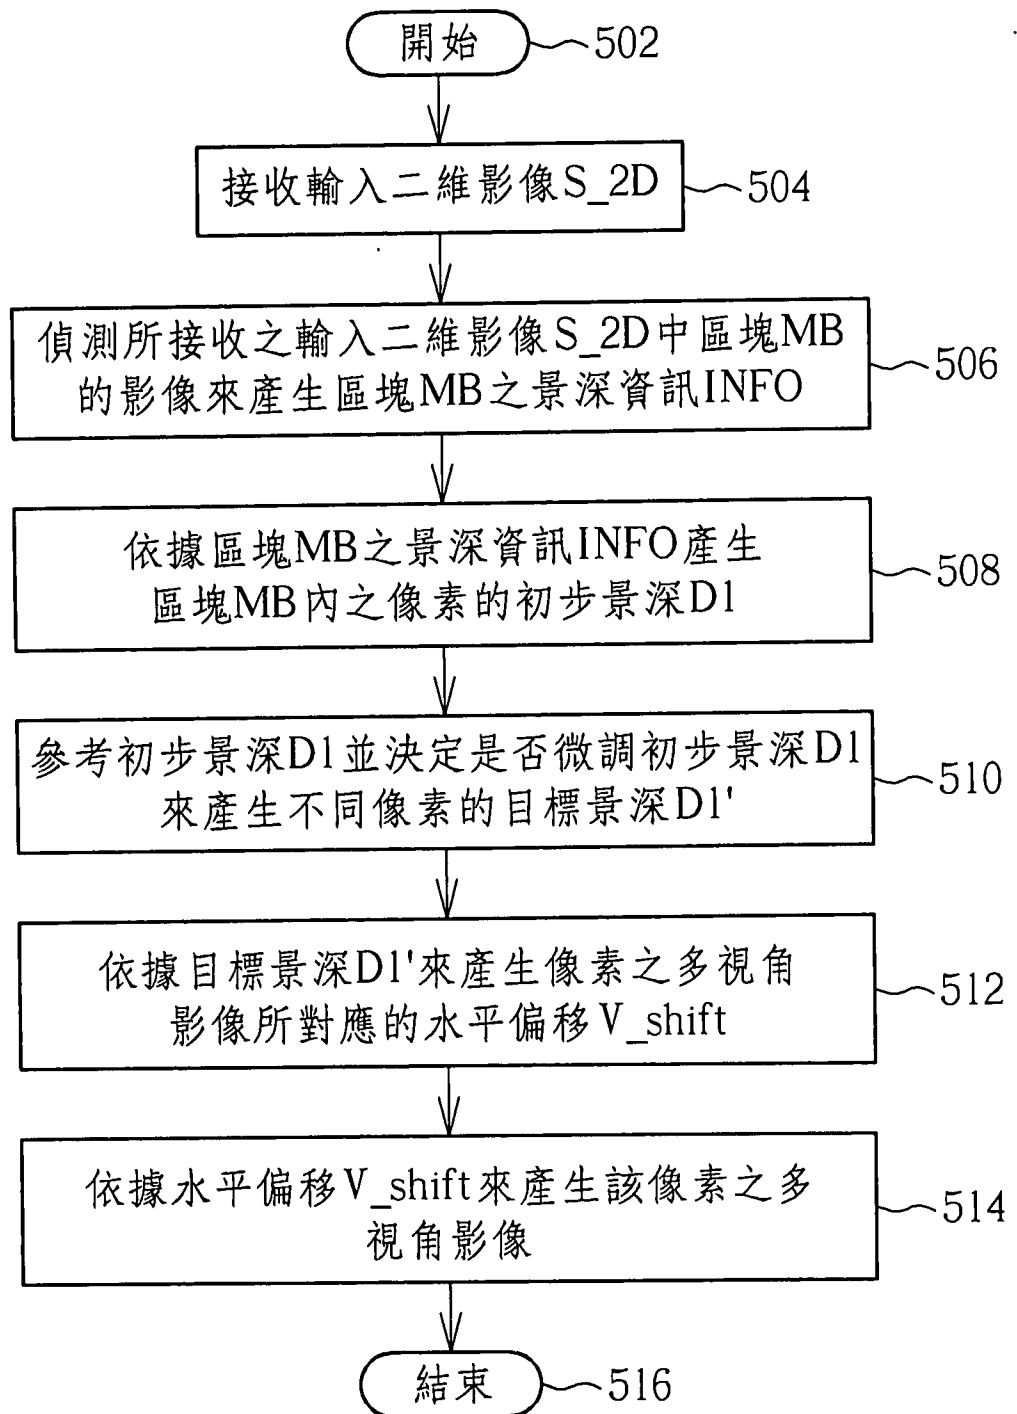 開始 502
接收輸入二維影像S_2D 504
偵測所接收之輸入二維影像S_2D中區塊MB
的影像來產生區塊MB之景深資訊INFO
506
依據區塊MB之景深資訊INFO產生
區塊MB內之像素的初步景深D1
508
參考初步景深D1並決定是否微調初步景深D1
來產生不同像素的目標景深D1'
510
依據目標景深D1'來產生像素之多視角
影像所對應的水平偏移V_shift
512
依據水平偏移V_shift來產生該像素之多
視角影像
514
結束 516